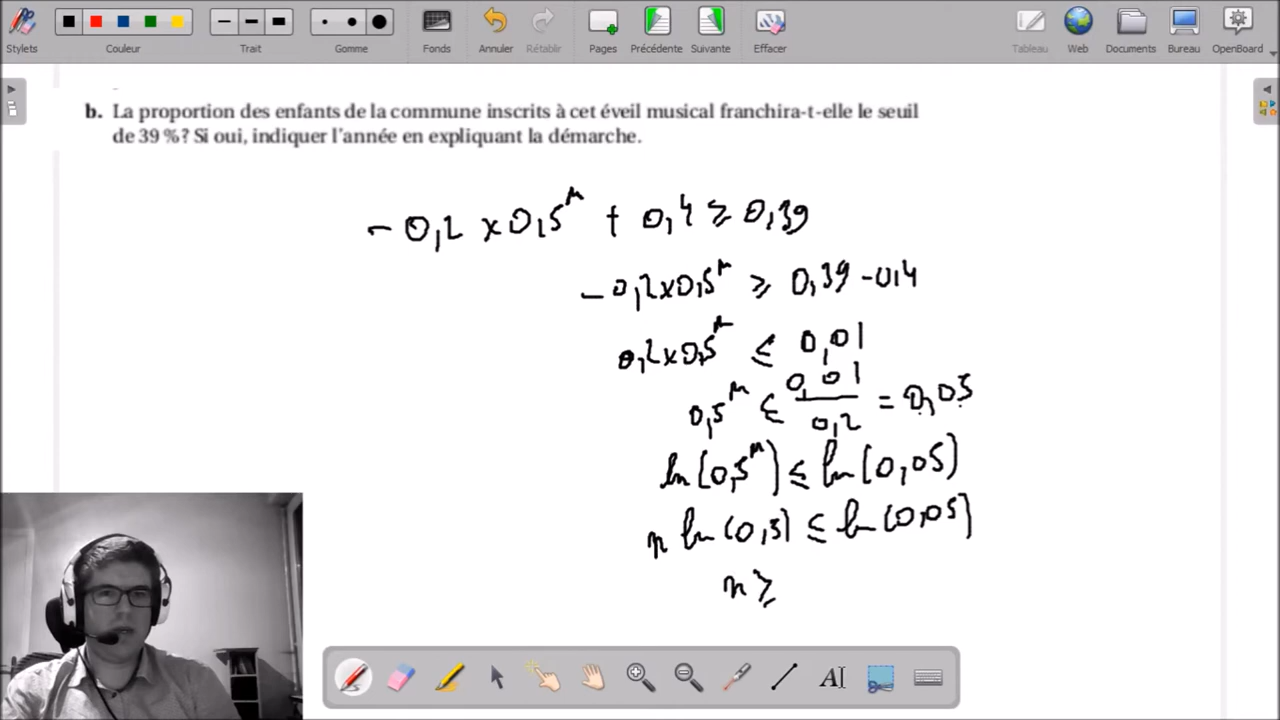 Stylets Couleur Trait Gomme Fonds Annuler Rétablir Pages Précédente Suivante Effacer Tableau Web Documents Bureau OpenBoard
b. La proportion des enfants de la commune inscrits à cet éveil musical franchira-t-elle le seuil
de 39 % ? Si oui, indiquer l'année en expliquant la démarche.
- 0,2 × 0,5^n + 0,4 ≥ 0,39
- 0,2 × 0,5^n ≥ 0,39 - 0,4
0,2 × 0,5^n ≤ 0,01
0,5^n ≤ 0,01/0,2 = 0,05
ln(0,5^n) ≤ ln(0,05)
n ln(0,5) ≤ ln(0,05)
n ≥
AI